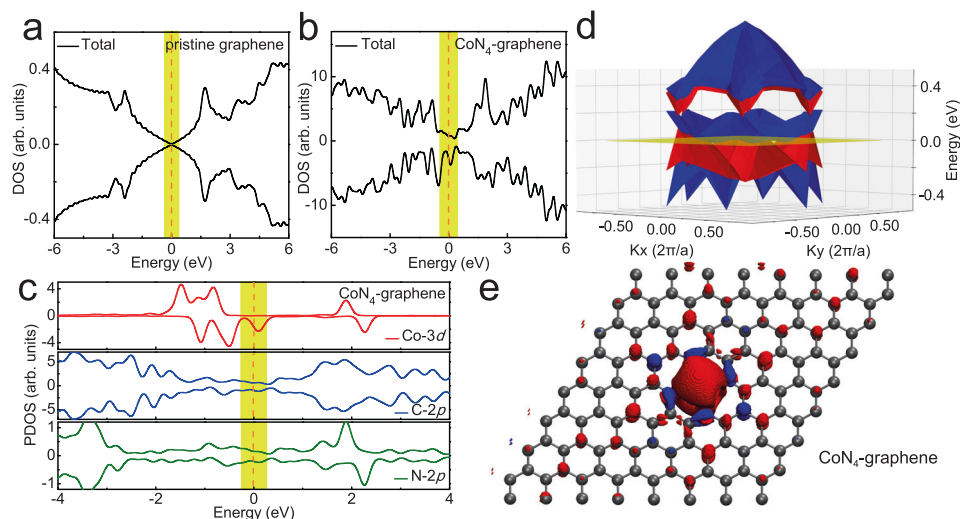 a
Total
pristine graphene
DOS (arb. units)
0.4
0.0
-0.4
-6 -3 0 3 6
Energy (eV)
b
Total
CoN₄-graphene
DOS (arb. units)
10
0
-10
-6 -3 0 3 6
Energy (eV)
c
CoN₄-graphene
PDOS (arb. units)
4
2
0
-2
-4
Co-3d
5
0
-5
C-2p
1
0
-1
N-2p
-4 -2 0 2 4
Energy (eV)
d
0.4
0.0
-0.4
Energy (eV)
-0.50 0.50
Kx (2π/a)
-0.50 0.50
Ky (2π/a)
e
CoN₄-graphene